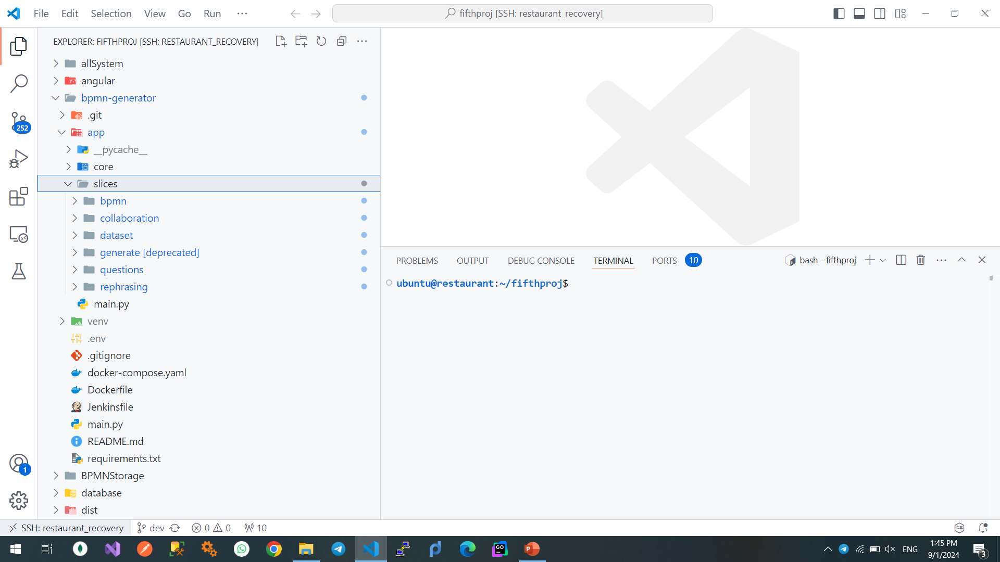 File Edit Selection View Go Run ···
fifthproj [SSH: restaurant_recovery]
EXPLORER: FIFTHPROJ [SSH: RESTAURANT_RECOVERY]
allSystem
angular
bpmn-generator
.git
app
__pycache__
core
slices
bpmn
collaboration
dataset
generate [deprecated]
questions
rephrasing
main.py
venv
.env
.gitignore
docker-compose.yaml
Dockerfile
Jenkinsfile
main.py
README.md
requirements.txt
BPMNStorage
database
dist
252
1
PROBLEMS OUTPUT DEBUG CONSOLE TERMINAL PORTS 10
bash - fifthproj
ubuntu@restaurant:~/fifthproj$
SSH: restaurant_recovery dev 0 0 10
C#
GO
P
ENG
1:45 PM
9/1/2024
3